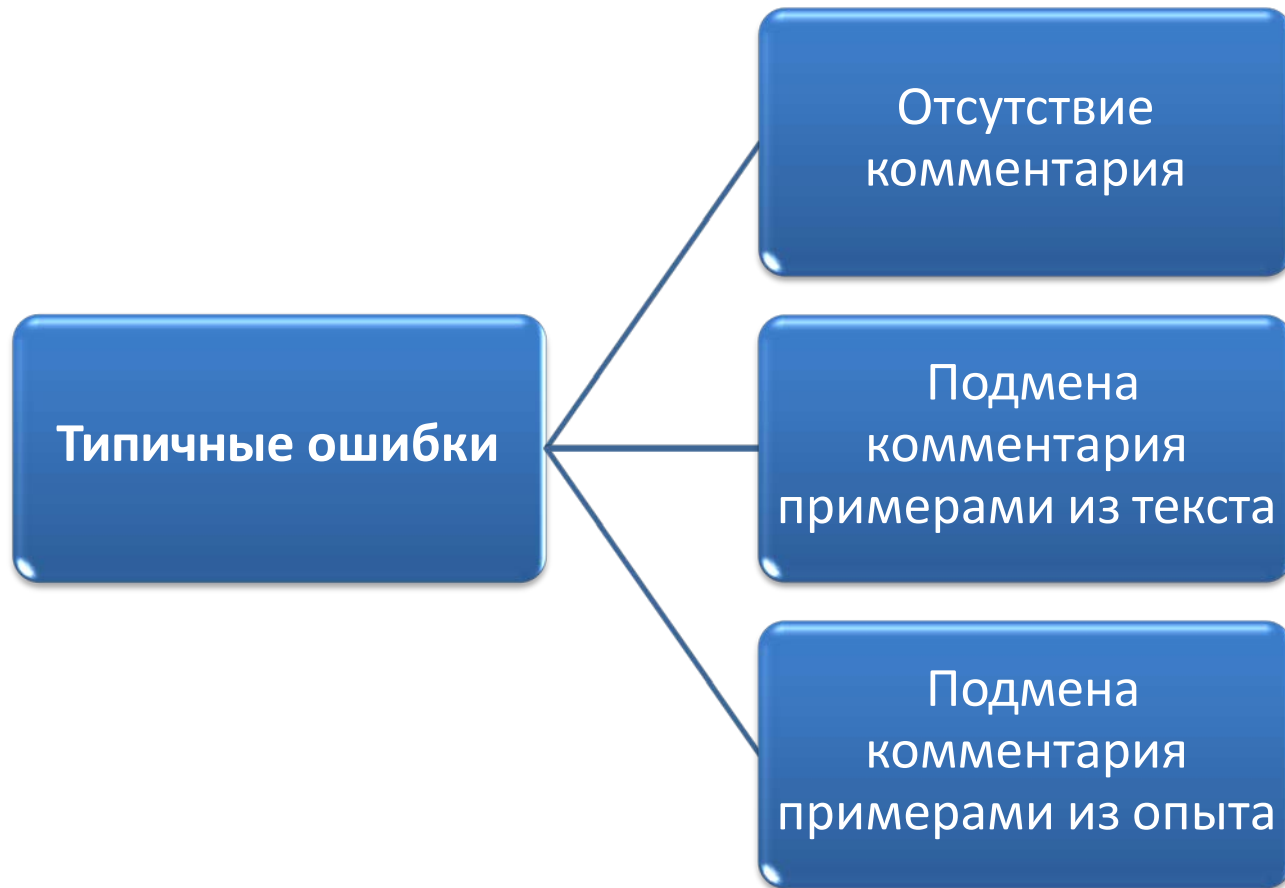 Отсутствие
комментария
Типичные ошибки
Подмена
комментария
примерами из текста
Подмена
комментария
примерами из опыта